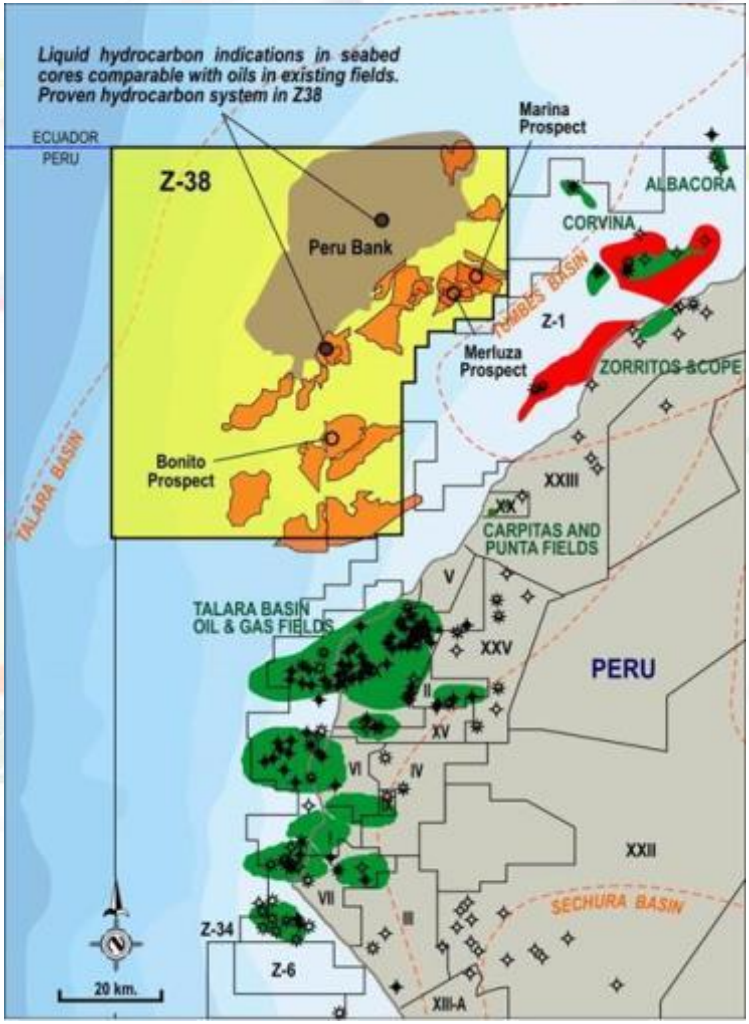 Liquid hydrocarbon indications in seabed
cores comparable with oils in existing fields.
Proven hydrocarbon system in Z38
Marina
Prospect
ECUADOR
PERU
Z-38
ALBACORA
CORVINA
Peru Bank
TUMBES BASIN
Z-1
Merluza
Prospect
ZORRITOS &COPE
Bonito
Prospect
TALARA BASIN
XXIII
XX
CARPITAS AND
PUNTA FIELDS
V
TALARA BASIN
OIL & GAS FIELDS
XXV
PERU
II
XV
VI
IV
XXII
VII
SECHURA BASIN
III
Z-34
Z-6
20 km.
XIII-A